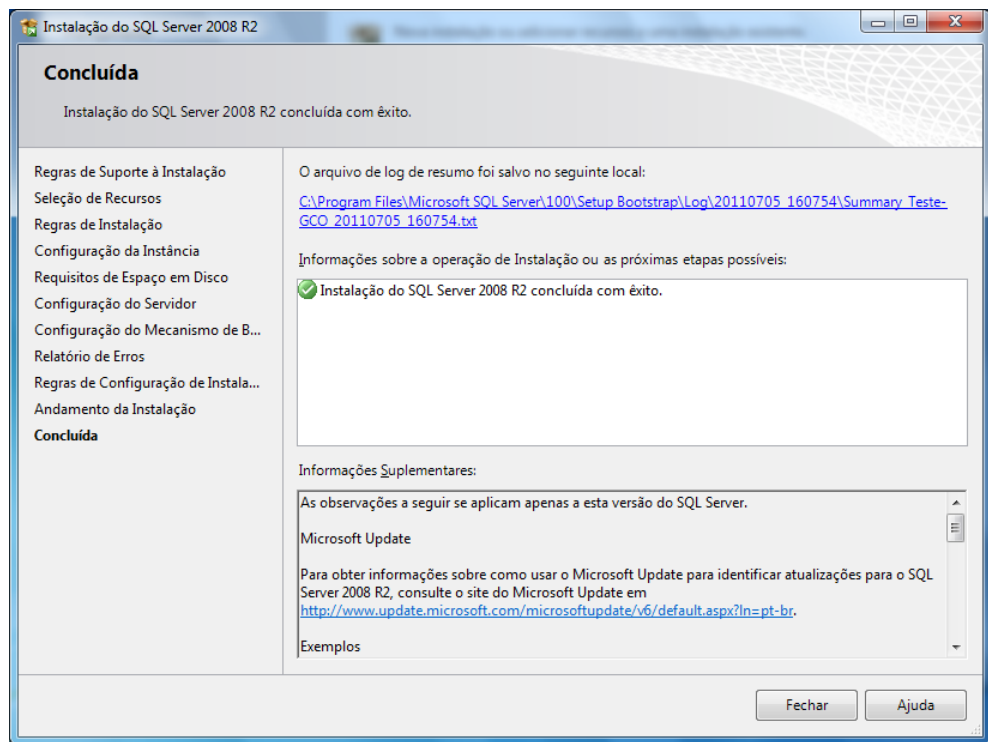 Instalação do SQL Server 2008 R2
Concluída
Instalação do SQL Server 2008 R2 concluída com êxito.
Regras de Suporte à Instalação
Seleção de Recursos
Regras de Instalação
Configuração da Instância
Requisitos de Espaço em Disco
Configuração do Servidor
Configuração do Mecanismo de B...
Relatório de Erros
Regras de Configuração de Instala...
Andamento da Instalação
Concluída
O arquivo de log de resumo foi salvo no seguinte local:
C:\Program Files\Microsoft SQL Server\100\Setup Bootstrap\Log\20110705_160754\Summary_Teste-
GCO_20110705_160754.txt
Informações sobre a operação de Instalação ou as próximas etapas possíveis:
Instalação do SQL Server 2008 R2 concluída com êxito.
Informações Suplementares:
As observações a seguir se aplicam apenas a esta versão do SQL Server.
Microsoft Update
Para obter informações sobre como usar o Microsoft Update para identificar atualizações para o SQL
Server 2008 R2, consulte o site do Microsoft Update em
http://www.update.microsoft.com/microsoftupdate/v6/default.aspx?ln=pt-br.
Exemplos
Fechar
Ajuda